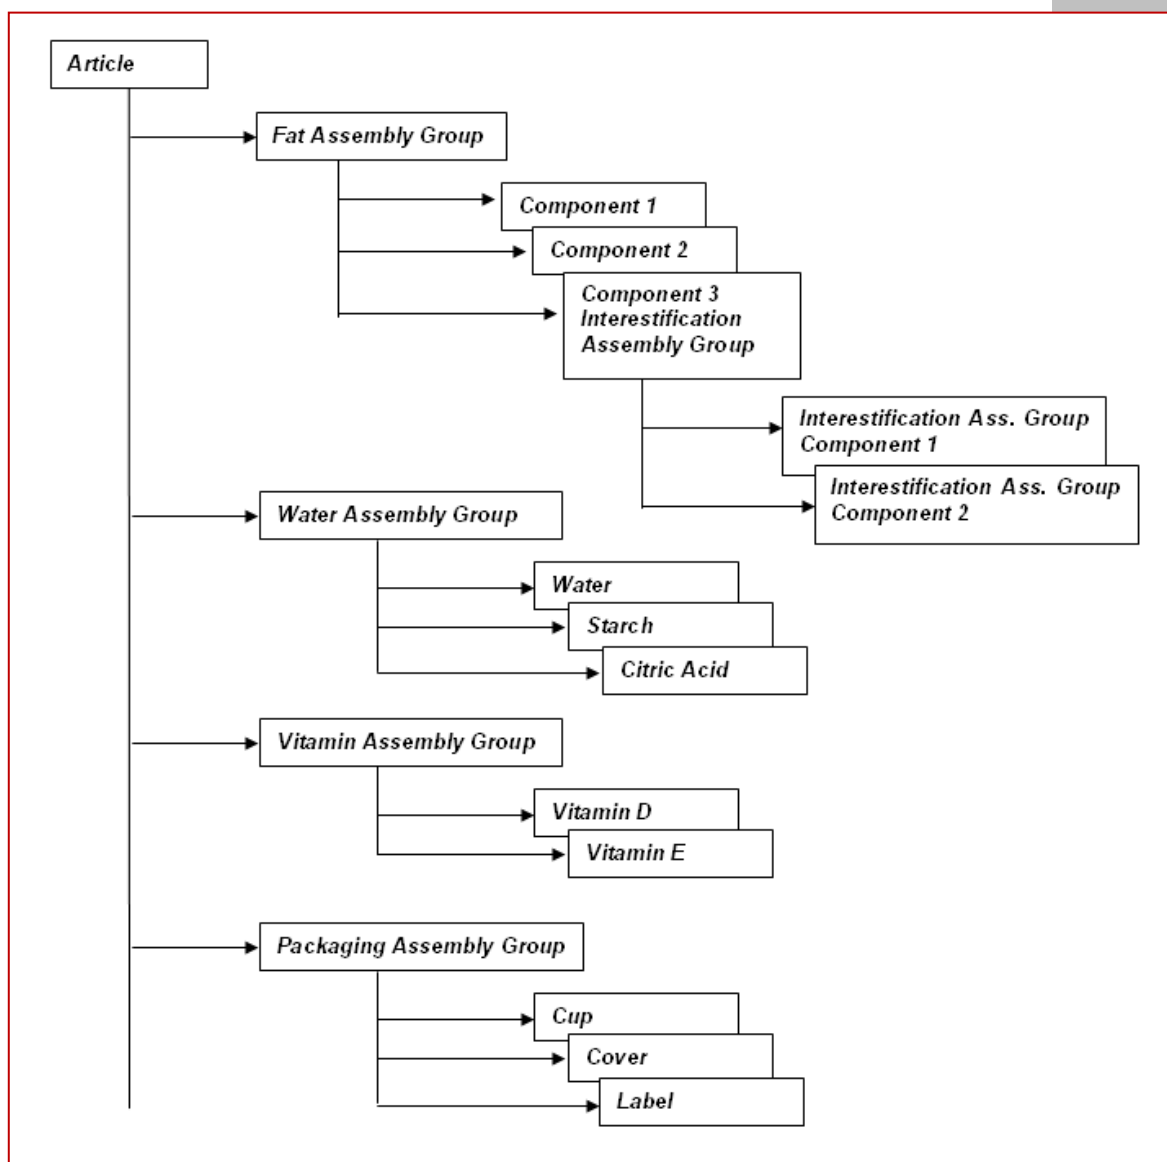 Article
Fat Assembly Group
Component 1
Component 2
Component 3
Interestification
Assembly Group
Interestification Ass. Group
Component 1
Interestification Ass. Group
Component 2
Water Assembly Group
Water
Starch
Citric Acid
Vitamin Assembly Group
Vitamin D
Vitamin E
Packaging Assembly Group
Cup
Cover
Label